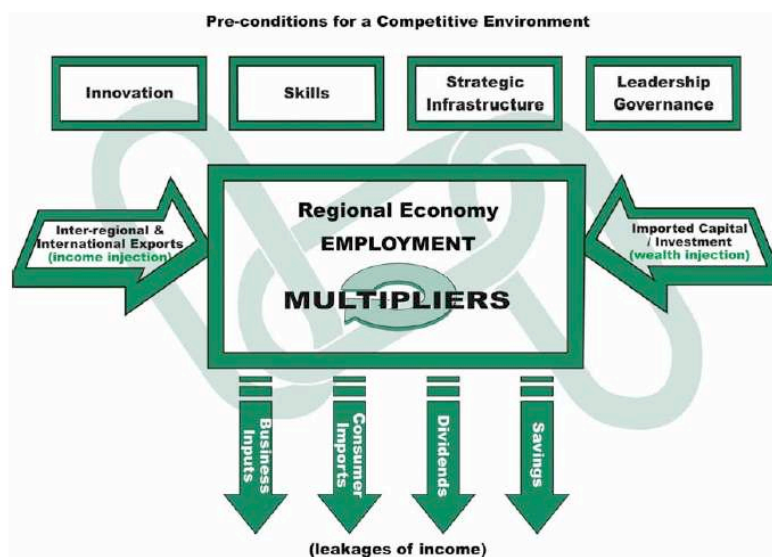 Pre-conditions for a Competitive Environment
Innovation
Skills
Strategic
Infrastructure
Leadership
Governance
Inter-regional &
International Exports
(income injection)
Regional Economy
EMPLOYMENT
MULTIPLIERS
Imported Capital
/ Investment
(wealth injection)
Business
Inputs
Consumer
Imports
Dividends
Savings
(leakages of income)